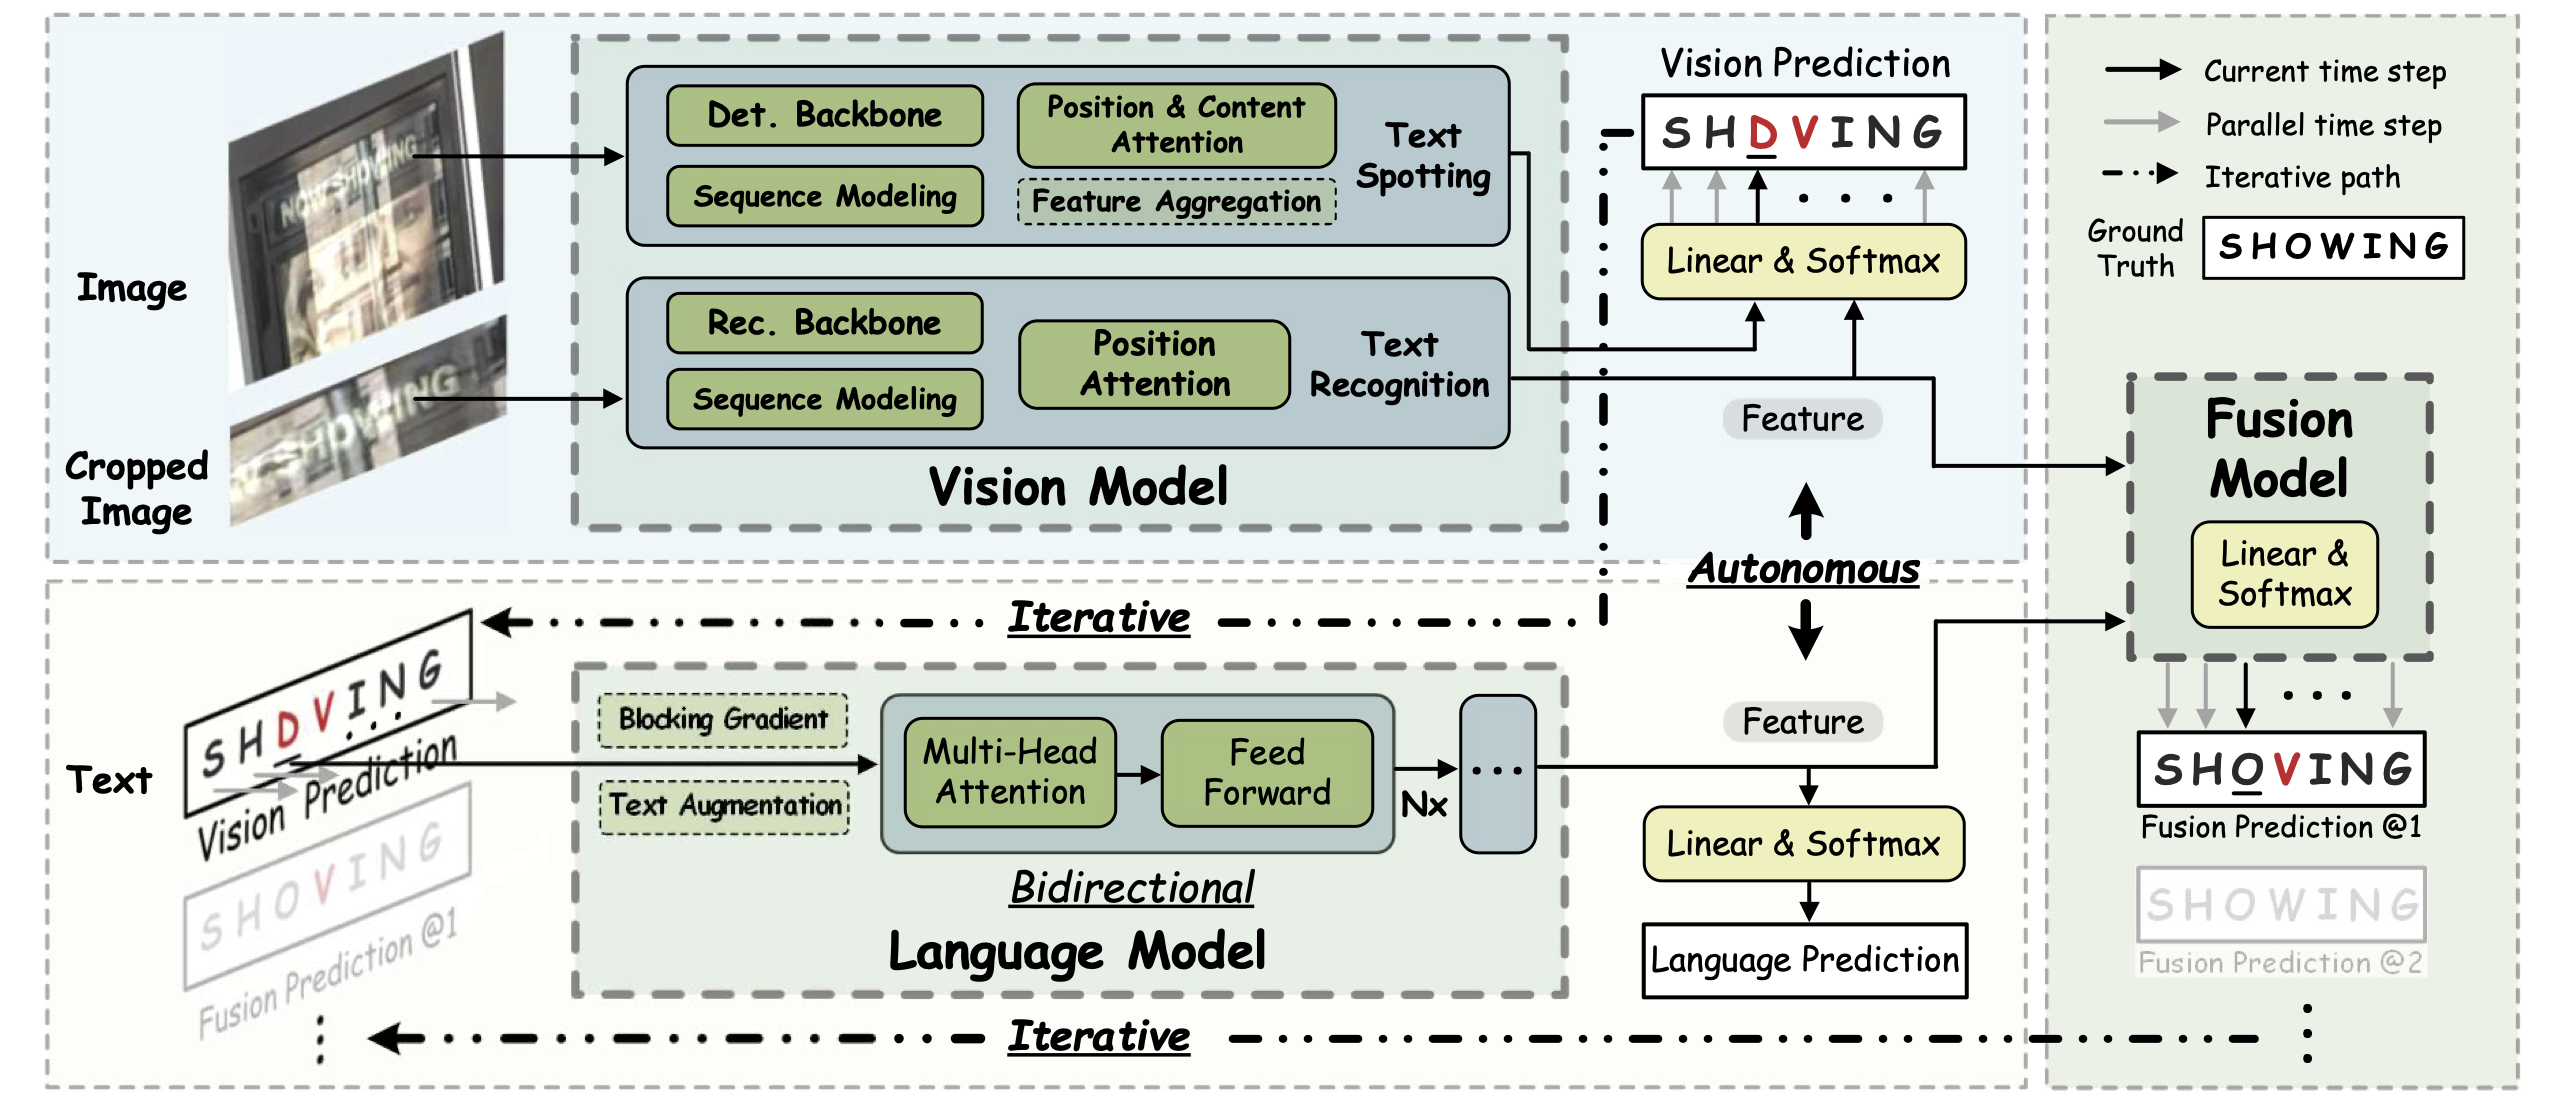 Image
Cropped
Image
NOW SHOWING
SHOWING
Det. Backbone
Sequence Modeling
Position & Content
Attention
Feature Aggregation
Text
Spotting
Rec. Backbone
Sequence Modeling
Position
Attention
Text
Recognition
Vision Model
Vision Prediction
SHDVING
Linear & Softmax
Feature
Autonomous
Iterative
Text
SHDVING
Vision Prediction
SHOVING
Fusion Prediction @1
Blocking Gradient
Text Augmentation
Multi-Head
Attention
Feed
Forward
Nx
Bidirectional
Language Model
Feature
Linear & Softmax
Language Prediction
Iterative
Current time step
Parallel time step
Iterative path
Ground
Truth
SHOWING
Fusion
Model
Linear &
Softmax
SHOVING
Fusion Prediction @1
SHOWING
Fusion Prediction @2